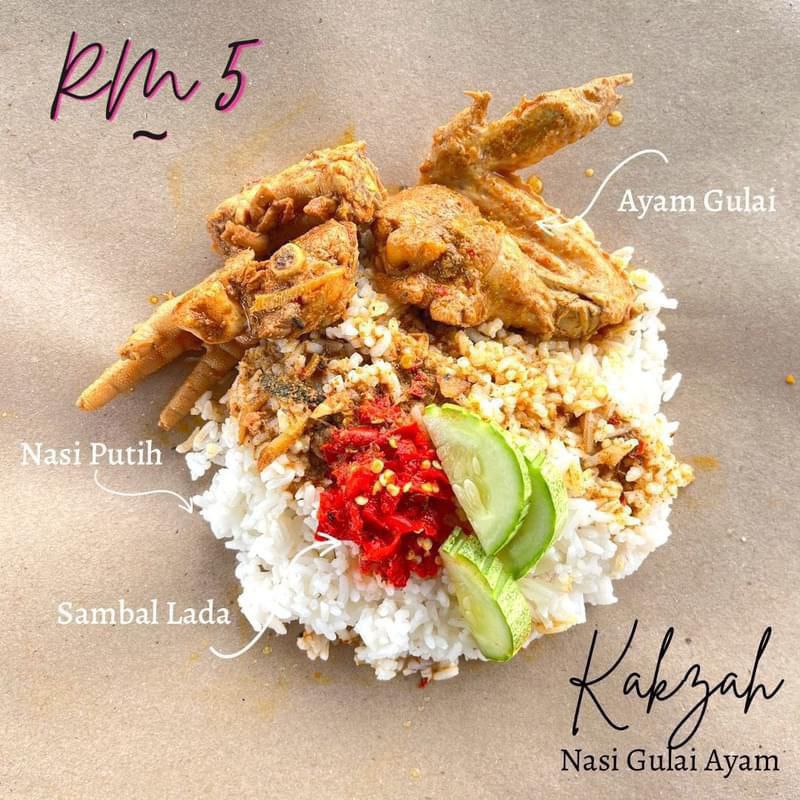 RM 5
~
Ayam Gulai
Nasi Putih
Sambal Lada
Kakzah
Nasi Gulai Ayam